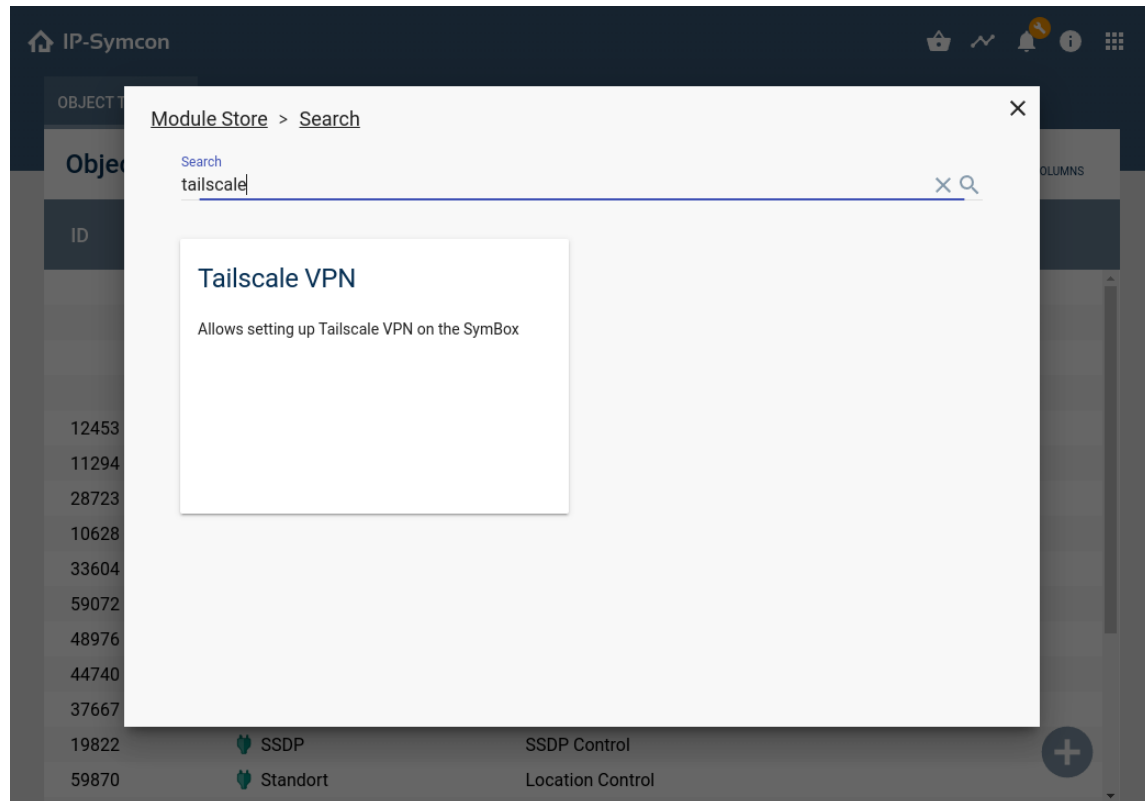 IP-Symcon
OBJECT T
Module Store > Search
Objec
Search
OLUMNS
tailscale
ID
Tailscale VPN
Allows setting up Tailscale VPN on the SymBox
12453
11294
28723
10628
33604
59072
48976
44740
37667
19822 SSDP SSDP Control
59870 Standort Location Control